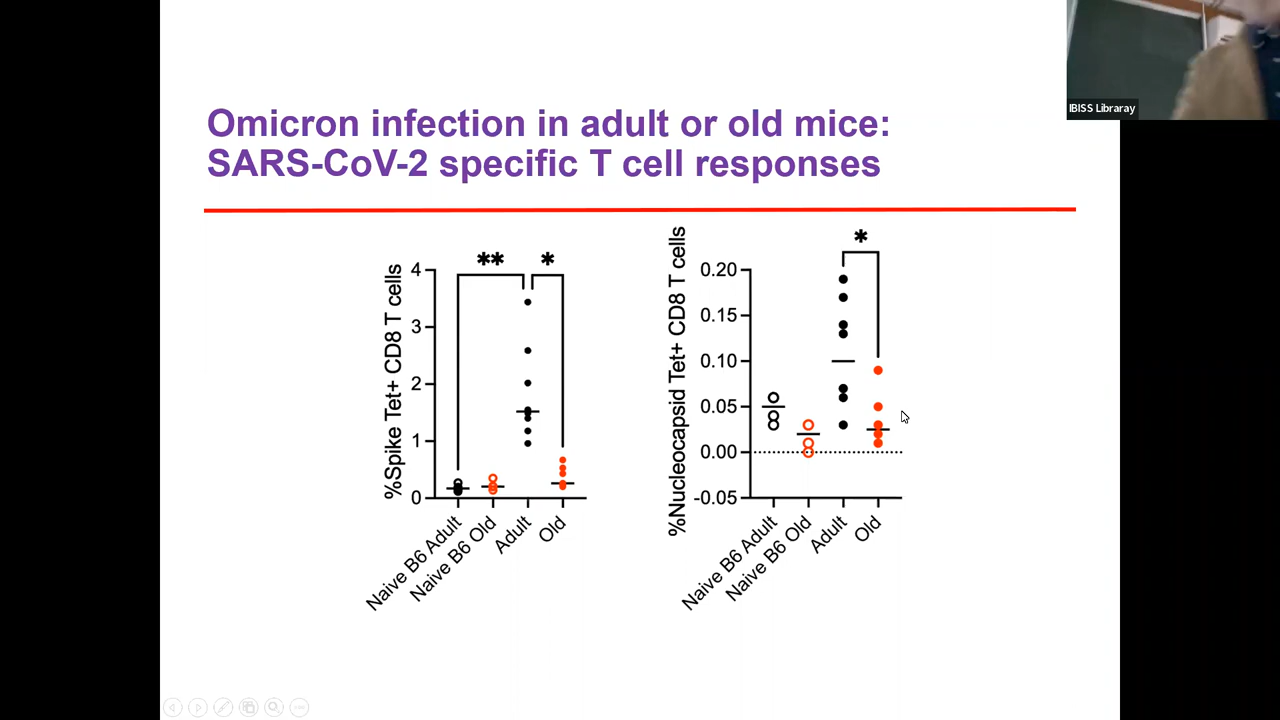 IBISS Libraray
Omicron infection in adult or old mice:
SARS-CoV-2 specific T cell responses
%Spike Tet+ CD8 T cells
4
3
2
1
0
** *
Naive B6 Adult
Naive B6 Old
Adult
Old
%Nucleocapsid Tet+ CD8 T cells
0.20
0.15
0.10
0.05
0.00
-0.05
*
Naive B6 Adult
Naive B6 Old
Adult
Old